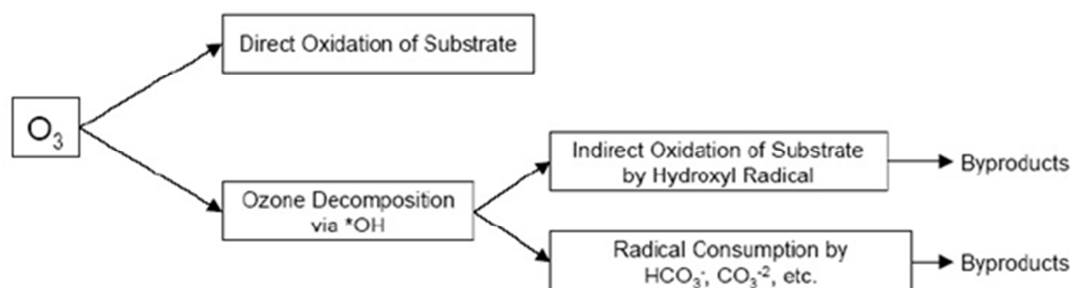 Direct Oxidation of Substrate
O₃
Indirect Oxidation of Substrate
by Hydroxyl Radical
Byproducts
Ozone Decomposition
via *OH
Radical Consumption by
HCO₃⁻, CO₃⁻², etc.
Byproducts